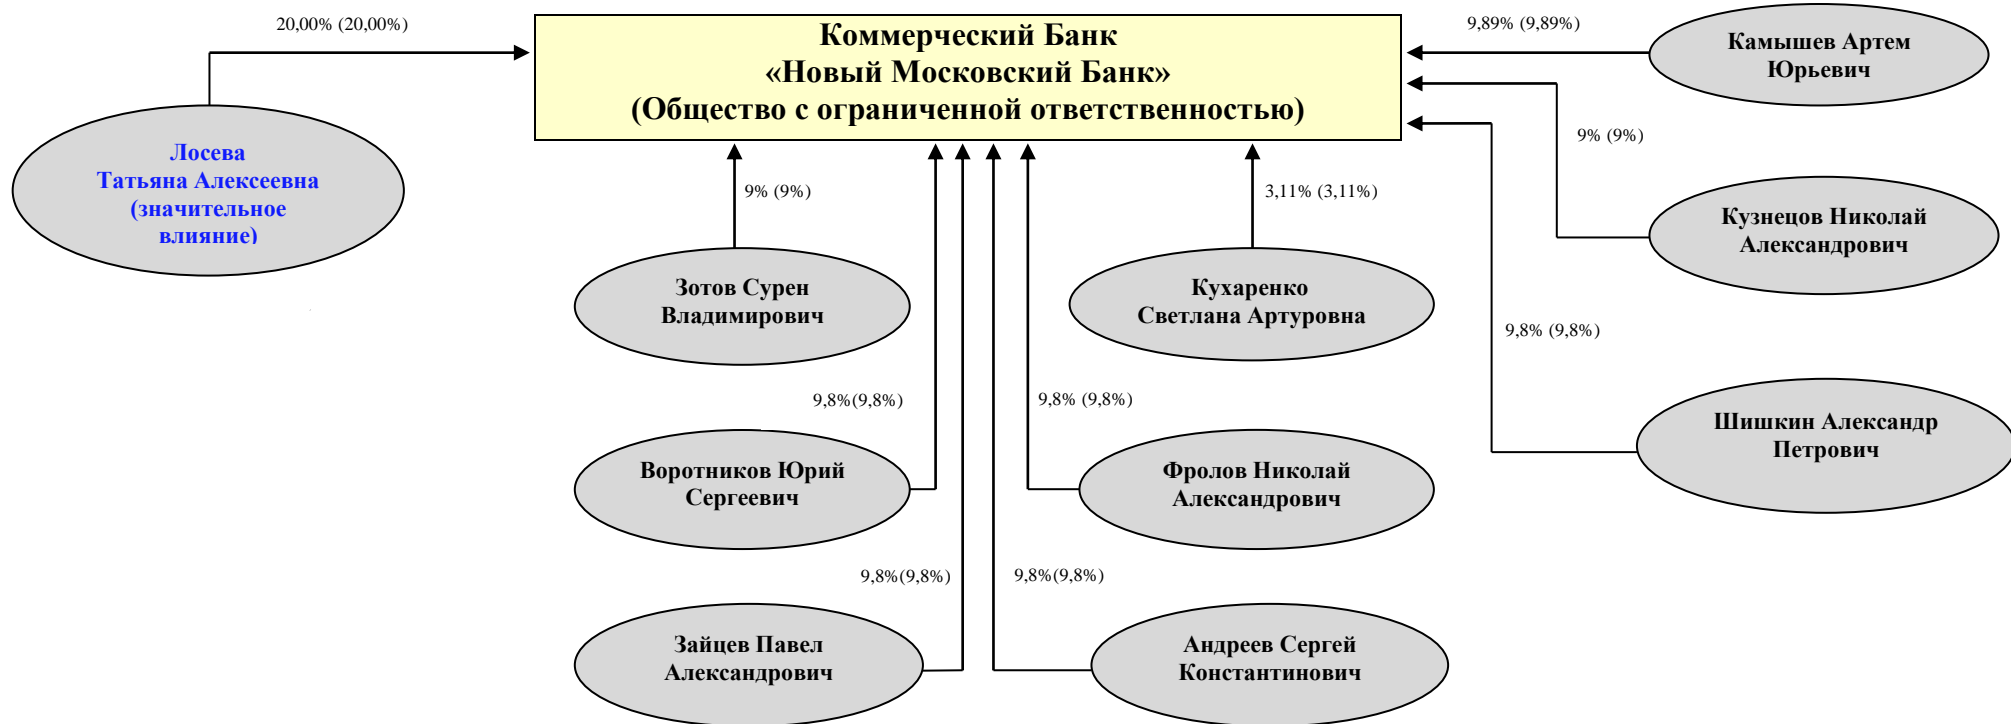 20,00% (20,00%)
Коммерческий Банк
«Новый Московский Банк»
(Общество с ограниченной ответственностью)
9,89% (9,89%)
Камышев Артем
Юрьевич
Лосева
Татьяна Алексеевна
(значительное
влияние)
9% (9%)
3,11% (3,11%)
9% (9%)
Кузнецов Николай
Александрович
Зотов Сурен
Владимирович
Кухаренко
Светлана Артуровна
9,8% (9,8%)
9,8%(9,8%)
9,8% (9,8%)
Шишкин Александр
Петрович
Воротников Юрий
Сергеевич
Фролов Николай
Александрович
9,8%(9,8%)
9,8%(9,8%)
Зайцев Павел
Александрович
Андреев Сергей
Константинович